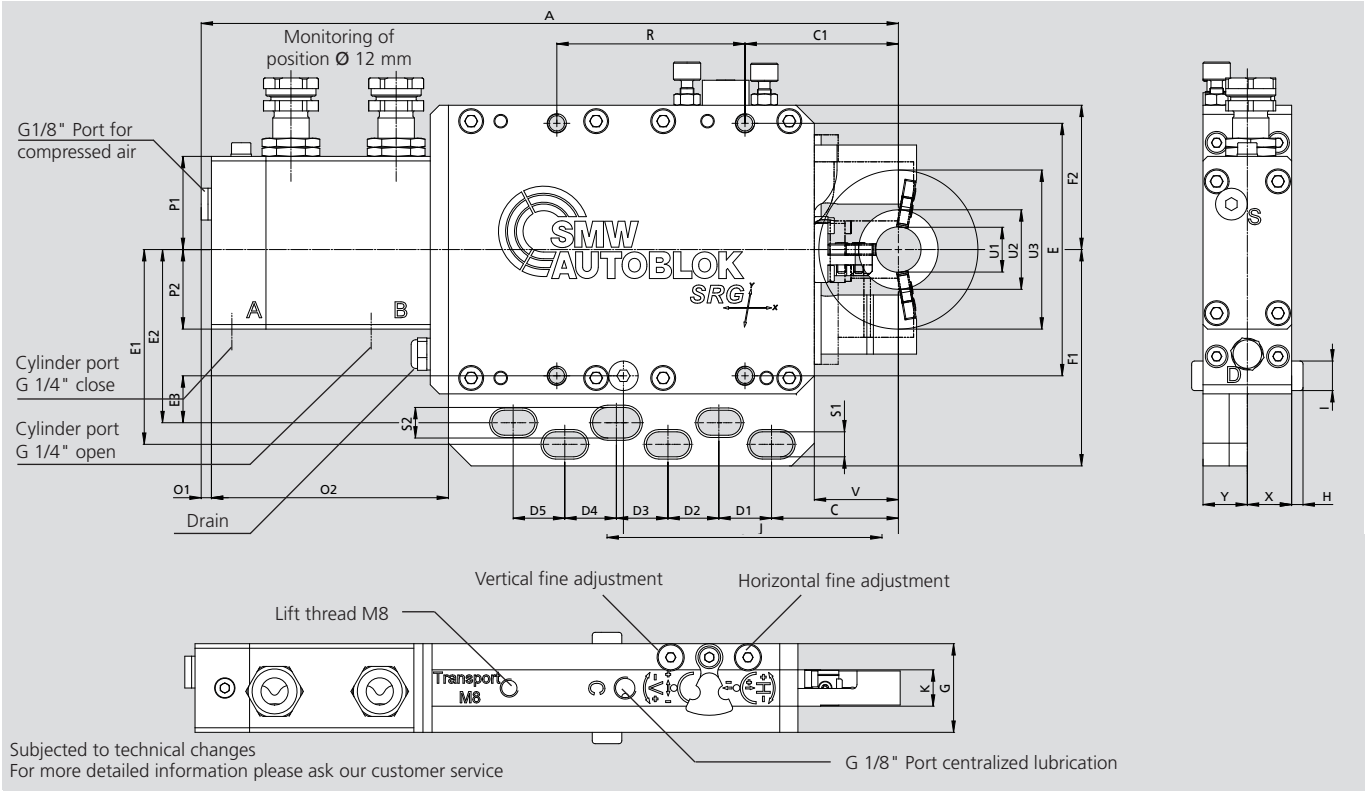 A
Monitoring of
position Ø 12 mm
R
C1
G1/8" Port for
compressed air
P1
F2
S
SMW
AUTOBLOK
SRG
Y
X
U1
U2
U3
E
P2
A
B
E1
E2
E3
Cylinder port
G 1/4" close
F1
D
I
S2
S1
Cylinder port
G 1/4" open
O1
O2
V
Y
X
H
D5
D4
D3
D2
D1
C
Drain
J
Vertical fine adjustment
Horizontal fine adjustment
Lift thread M8
Transport
M8
C
- V +
+ H -
K
G
Subjected to technical changes
For more detailed information please ask our customer service
G 1/8" Port centralized lubrication